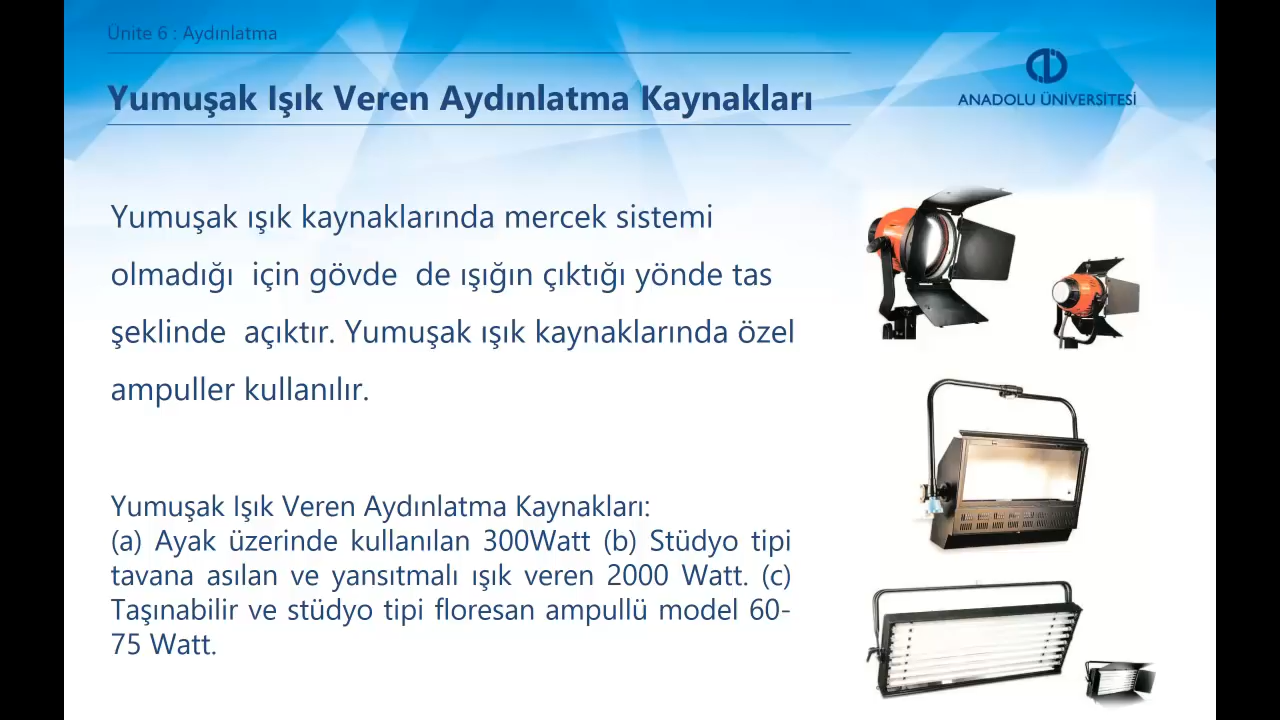 Ünite 6 : Aydınlatma
Yumuşak Işık Veren Aydınlatma Kaynakları
ANADOLU ÜNİVERSİTESİ
Yumuşak ışık kaynaklarında mercek sistemi
olmadığı için gövde de ışığın çıktığı yönde tas
şeklinde açıktır. Yumuşak ışık kaynaklarında özel
ampuller kullanılır.
Yumuşak Işık Veren Aydınlatma Kaynakları:
(a) Ayak üzerinde kullanılan 300Watt (b) Stüdyo tipi
tavana asılan ve yansıtmalı ışık veren 2000 Watt. (c)
Taşınabilir ve stüdyo tipi floresan ampullü model 60-
75 Watt.